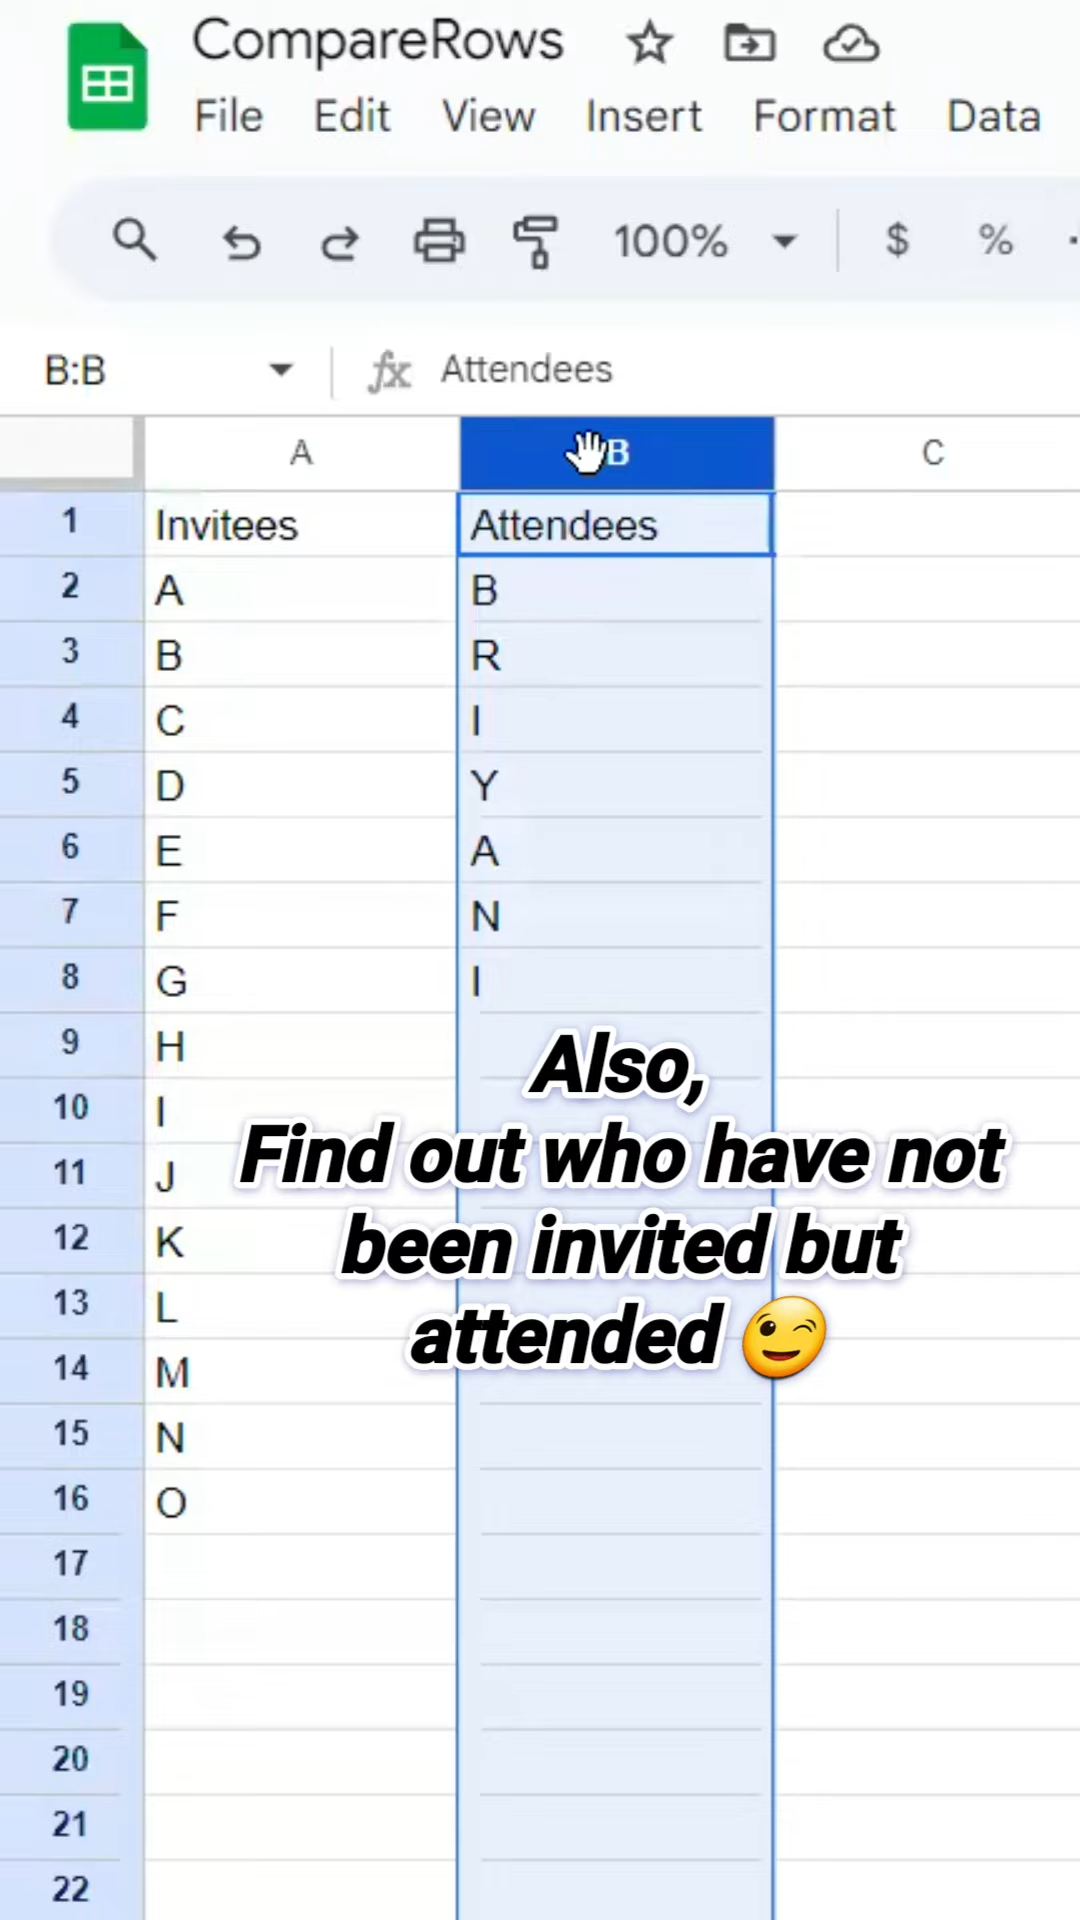 CompareRows
File Edit View Insert Format Data
100% $ %
B:B fx Attendees
A B C
1 Invitees Attendees
2 A B
3 B R
4 C I
5 D Y
6 E A
7 F N
8 G I
9 H
10 I
11 J
12 K
13 L
14 M
15 N
16 O
17
18
19
20
21
22
Also,
Find out who have not
been invited but
attended 😉